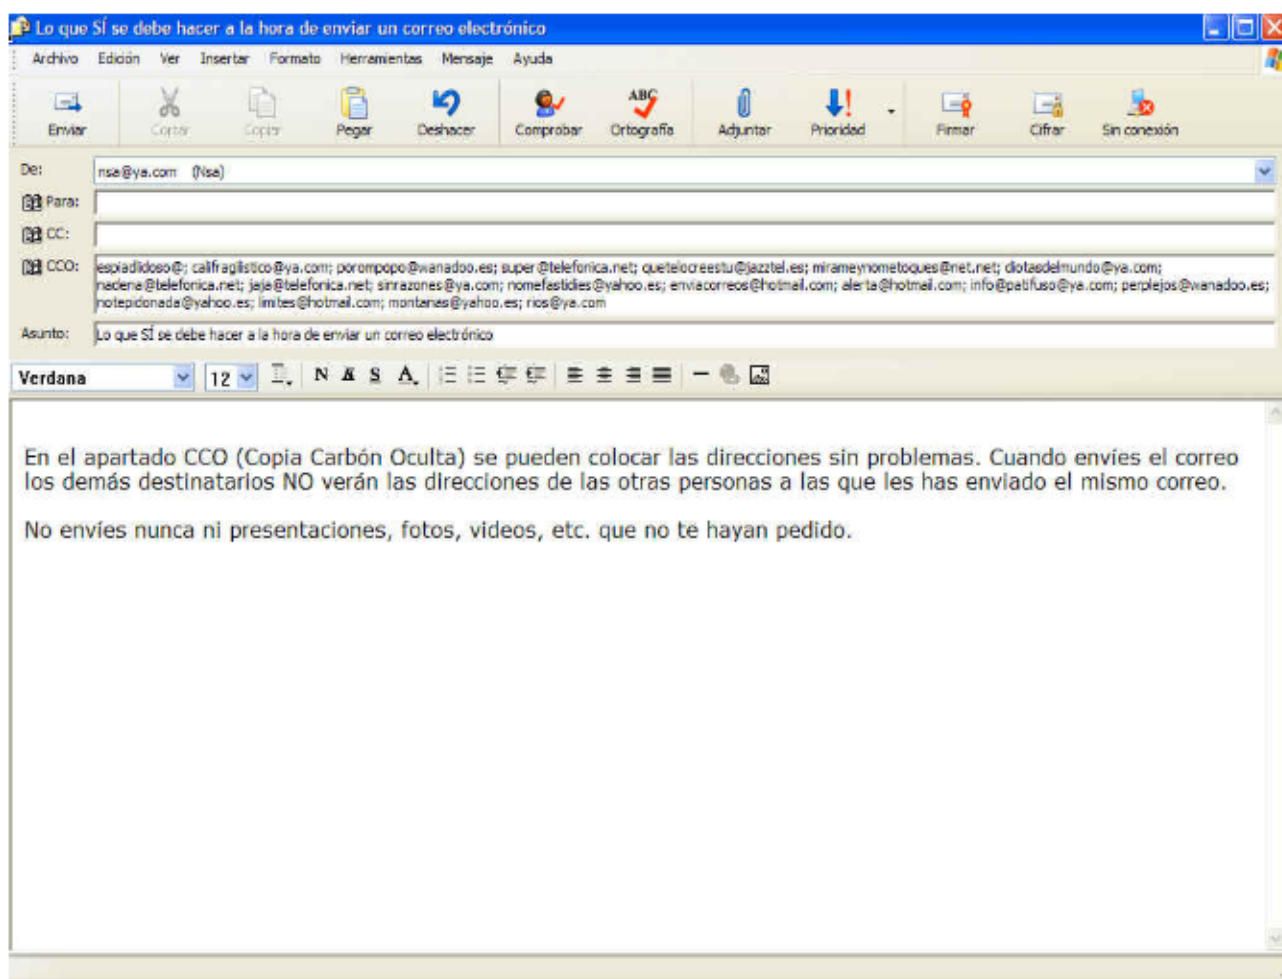 Lo que SÍ se debe hacer a la hora de enviar un correo electrónico
Archivo Edición Ver Insertar Formato Herramientas Mensaje Ayuda
Enviar Cortar Copiar Pegar Deshacer Comprobar Ortografía Adjuntar Prioridad Firmar Cifrar Sin conexión
De: nsa@ya.com (Nsa)
Para:
CC:
CCO: espiadidoso@; califragilistico@ya.com; porompopo@wanadoo.es; super@telefonica.net; quetelocreestu@jazztel.es; mirameynometoques@net.net; diotasdelmundo@ya.com;
nadena@telefonica.net; jaja@telefonica.net; sinrazones@ya.com; nomefastidies@yahoo.es; enviacorreos@hotmail.com; alerta@hotmail.com; info@patifuso@ya.com; perplejos@wanadoo.es;
notepidonada@yahoo.es; limites@hotmail.com; montanas@yahoo.es; rios@ya.com
Asunto: Lo que SÍ se debe hacer a la hora de enviar un correo electrónico
Verdana 12 N K S A
En el apartado CCO (Copia Carbón Oculta) se pueden colocar las direcciones sin problemas. Cuando envíes el correo
los demás destinatarios NO verán las direcciones de las otras personas a las que les has enviado el mismo correo.
No envíes nunca ni presentaciones, fotos, videos, etc. que no te hayan pedido.